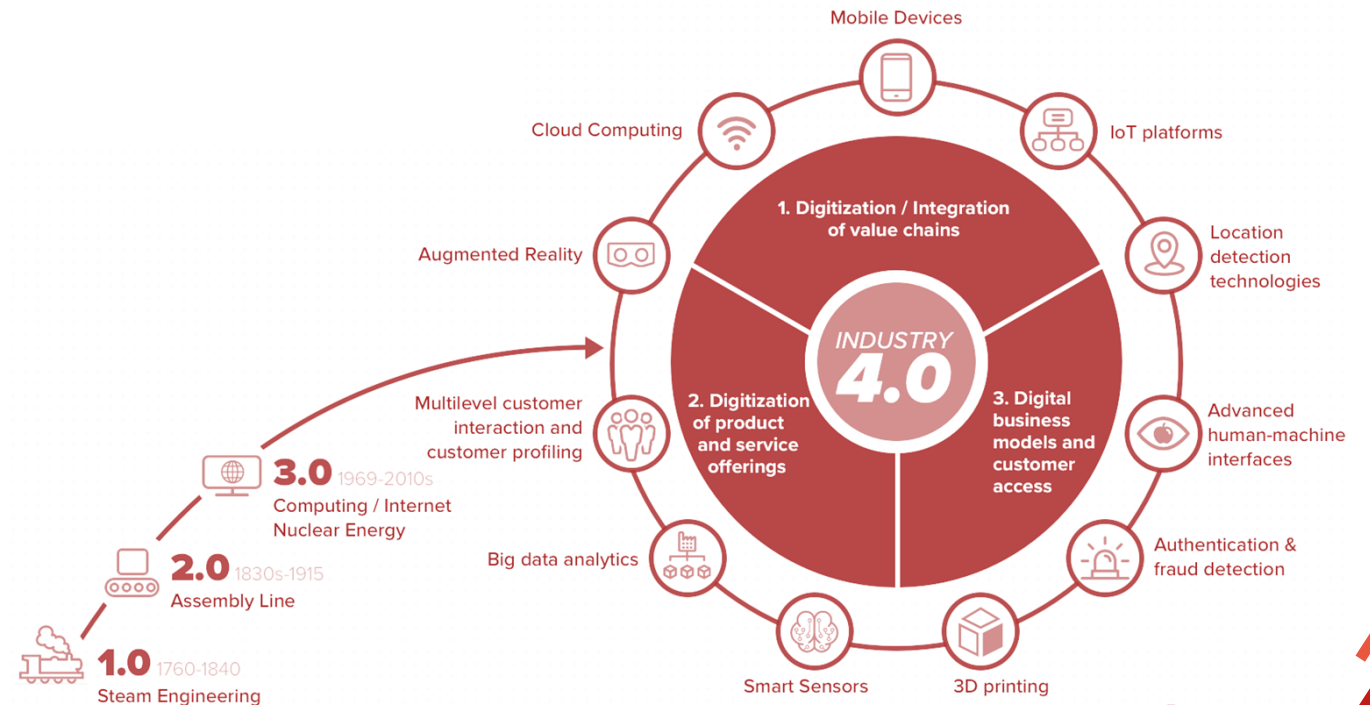 Mobile Devices
Cloud Computing
IoT platforms
1. Digitization / Integration
of value chains
Augmented Reality
Location
detection
technologies
INDUSTRY
4.0
2. Digitization
of product
and service
offerings
3. Digital
business
models and
customer
access
Multilevel customer
interaction and
customer profiling
Advanced
human-machine
interfaces
3.0 1969-2010s
Computing / Internet
Nuclear Energy
Big data analytics
Authentication &
fraud detection
2.0 1830s-1915
Assembly Line
1.0 1760-1840
Steam Engineering
Smart Sensors
3D printing